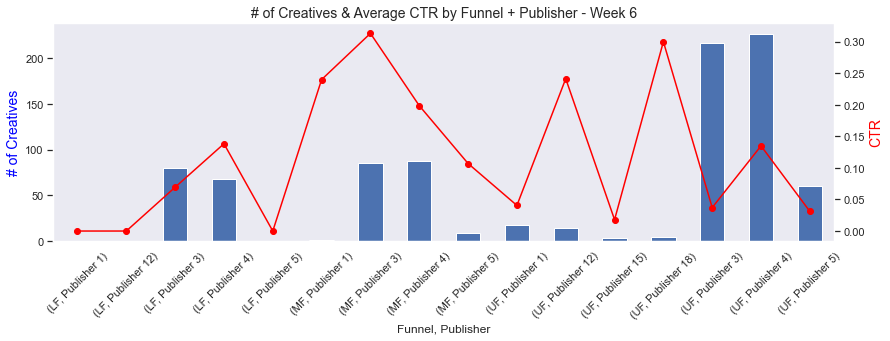 # of Creatives & Average CTR by Funnel + Publisher - Week 6
# of Creatives
200
150
100
50
0
0.30
0.25
0.20
0.15
0.10
0.05
0.00
CTR
(LF, Publisher 1)
(LF, Publisher 12)
(LF, Publisher 3)
(LF, Publisher 4)
(LF, Publisher 5)
(MF, Publisher 1)
(MF, Publisher 3)
(MF, Publisher 4)
(MF, Publisher 5)
(UF, Publisher 1)
(UF, Publisher 12)
(UF, Publisher 15)
(UF, Publisher 18)
(UF, Publisher 3)
(UF, Publisher 4)
(UF, Publisher 5)
Funnel, Publisher